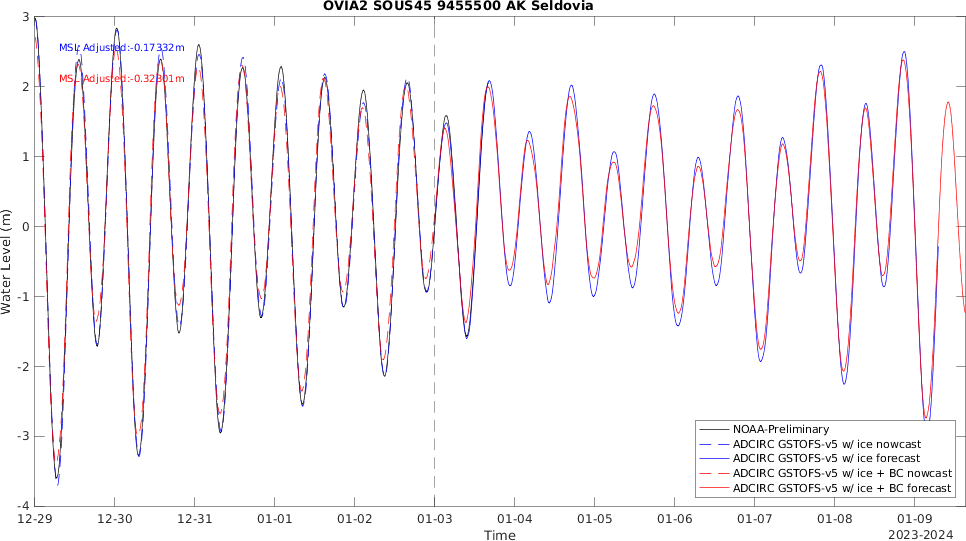 OVIA2 SOUS45 9455500 AK Seldovia
MSL Adjusted:-0.17332m
MSL Adjusted:-0.32301m
Water Level (m)
3
2
1
0
-1
-2
-3
-4
12-29
12-30
12-31
01-01
01-02
01-03
01-04
01-05
01-06
01-07
01-08
01-09
Time
2023-2024
NOAA-Preliminary
ADCIRC GSTOFS-v5 w/ ice nowcast
ADCIRC GSTOFS-v5 w/ ice forecast
ADCIRC GSTOFS-v5 w/ ice + BC nowcast
ADCIRC GSTOFS-v5 w/ ice + BC forecast